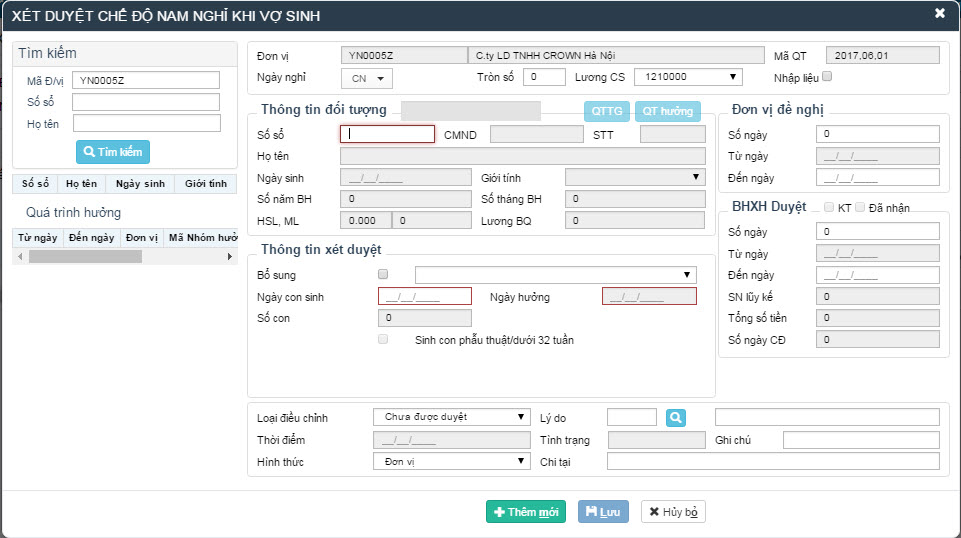 XÉT DUYỆT CHẾ ĐỘ NAM NGHỈ KHI VỢ SINH
Tìm kiếm
Mã Đ/vị YN0005Z
Số sổ
Họ tên
Tìm kiếm
Số sổ Họ tên Ngày sinh Giới tính
Quá trình hưởng
Từ ngày Đến ngày Đơn vị Mã Nhóm hưở
Đơn vị YN0005Z C.ty LD TNHH CROWN Hà Nội Mã QT 2017,06,01
Ngày nghỉ CN Tròn số 0 Lương CS 1210000 Nhập liệu
Thông tin đối tượng QTTG QT hưởng
Số sổ CMND STT
Họ tên
Ngày sinh __/__/____ Giới tính
Số năm BH 0 Số tháng BH 0
HSL, ML 0.000 0 Lương BQ 0
Thông tin xét duyệt
Bổ sung
Ngày con sinh __/__/____ Ngày hưởng __/__/____
Số con 0
Sinh con phẫu thuật/dưới 32 tuần
Đơn vị đề nghị
Số ngày 0
Từ ngày __/__/____
Đến ngày __/__/____
BHXH Duyệt KT Đã nhận
Số ngày 0
Từ ngày __/__/____
Đến ngày __/__/____
SN lũy kế 0
Tổng số tiền 0
Số ngày CĐ 0
Loại điều chỉnh Chưa được duyệt Lý do
Thời điểm __/__/____ Tình trạng Ghi chú
Hình thức Đơn vị Chi tại
Thêm mới Lưu Hủy bỏ